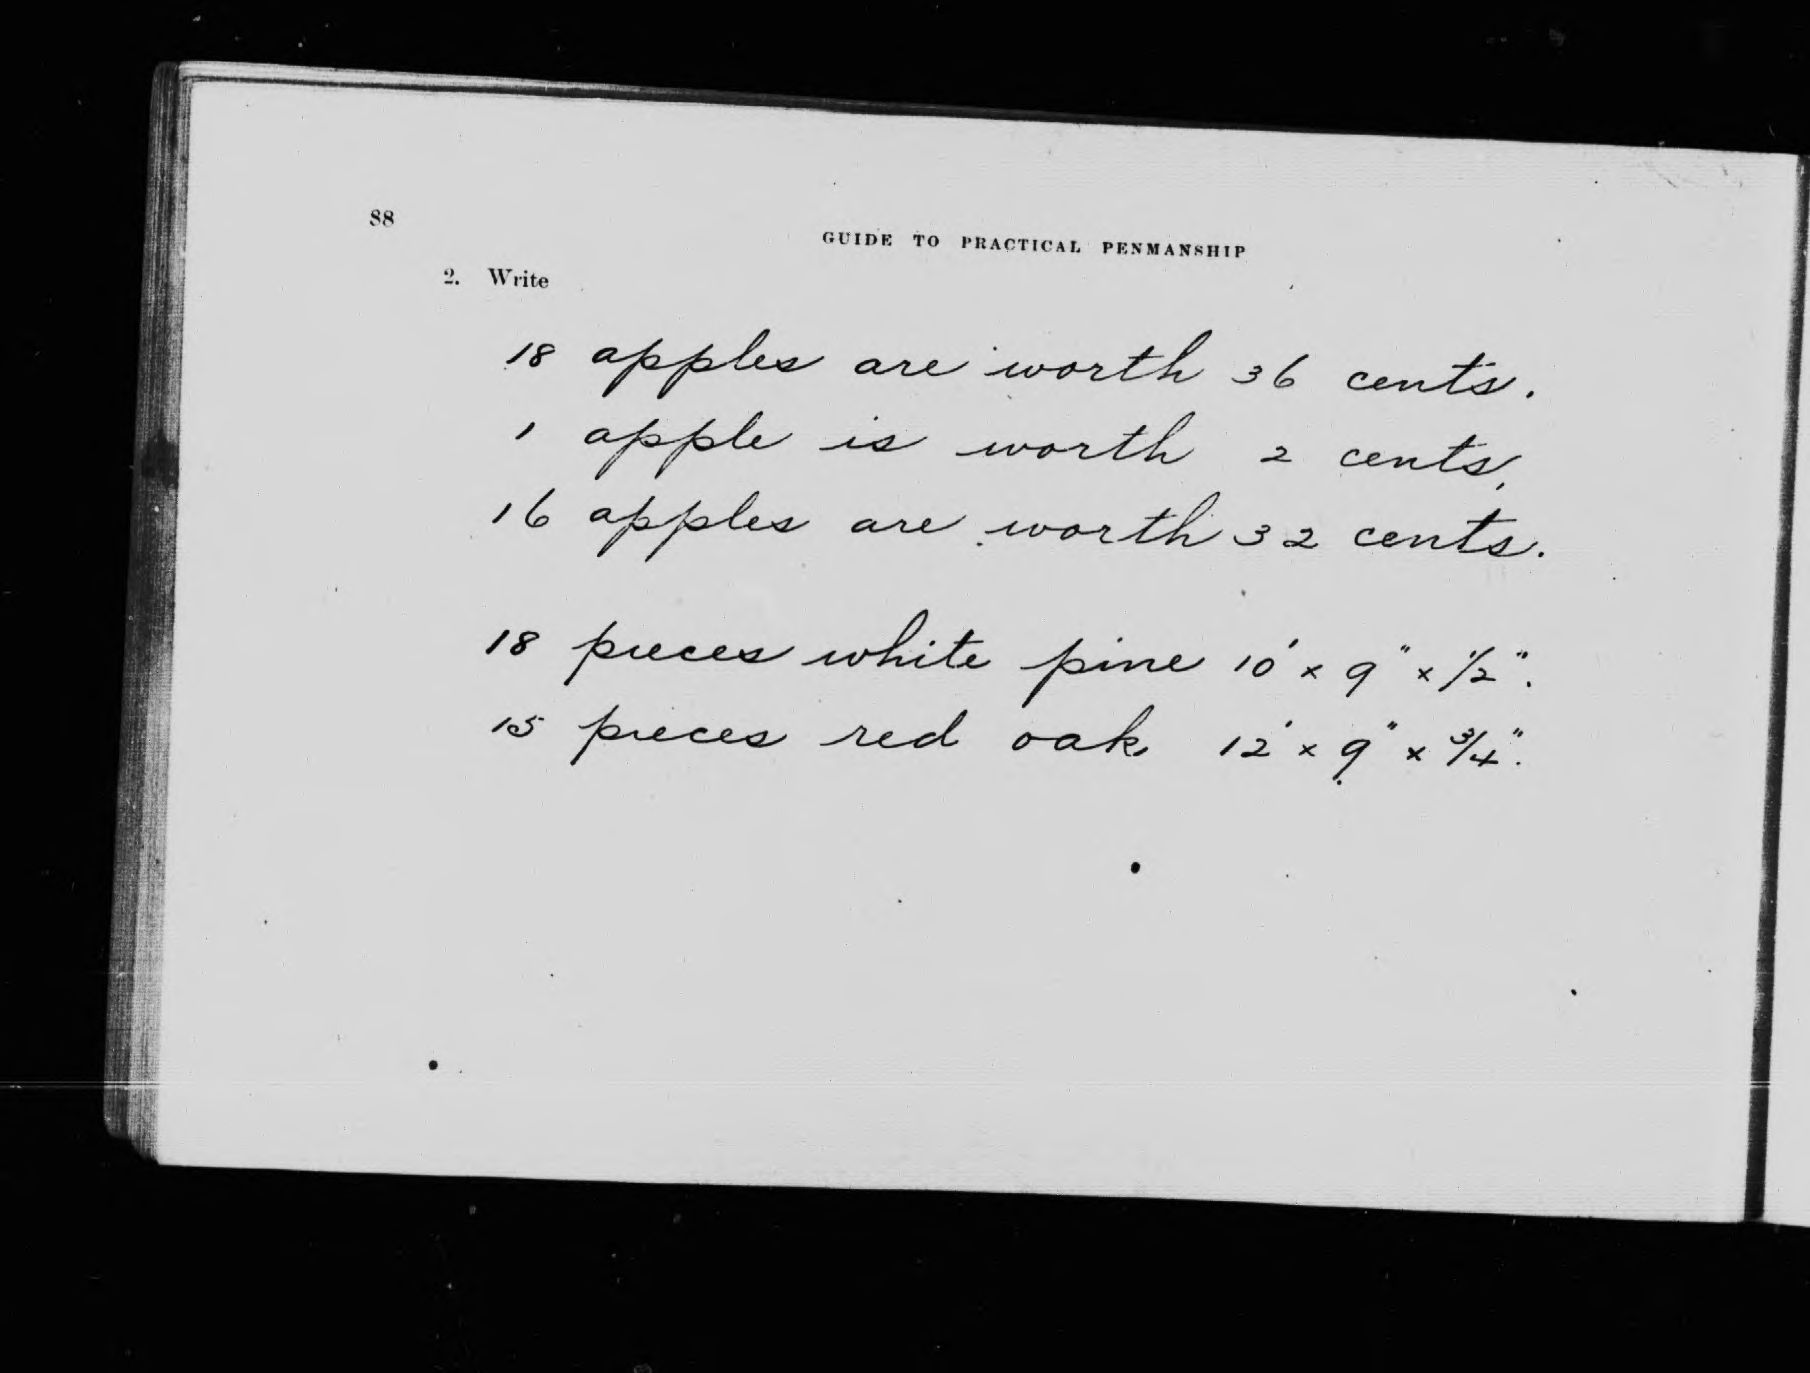 88
GUIDE TO PRACTICAL PENMANSHIP
2. Write
18 apples are worth 36 cents.
1 apple is worth 2 cents.
16 apples are worth 32 cents.
18 pieces white pine 10' x 9" x 1/2".
15 pieces red oak 12' x 9" x 3/4".